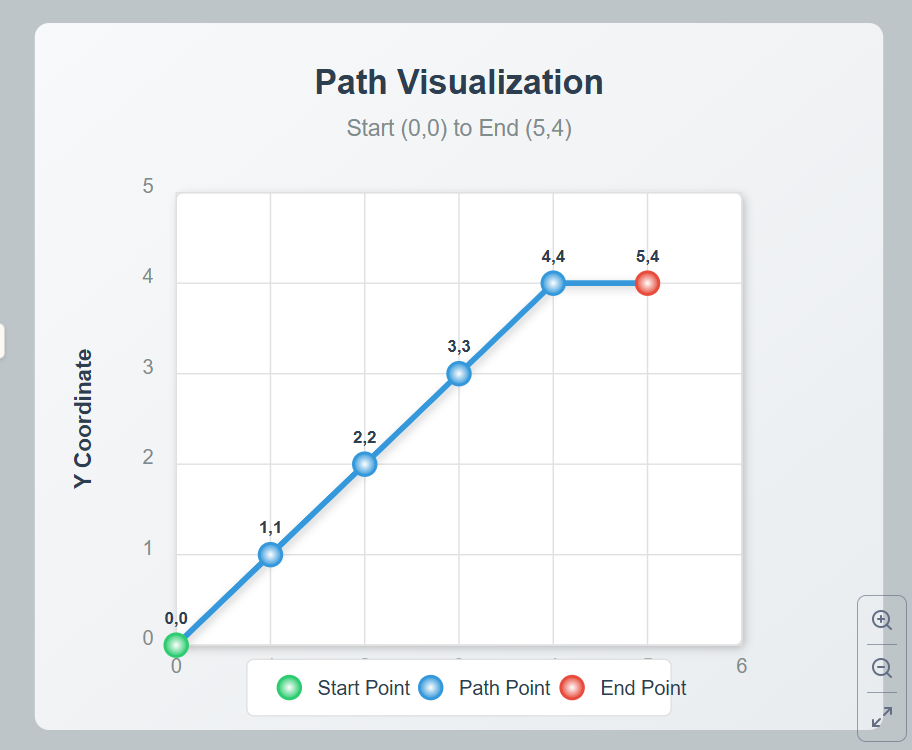 Path Visualization
Start (0,0) to End (5,4)
5
4
4,4
5,4
3
3,3
Y Coordinate
2
2,2
1
1,1
0
0,0
0
6
Start Point
Path Point
End Point